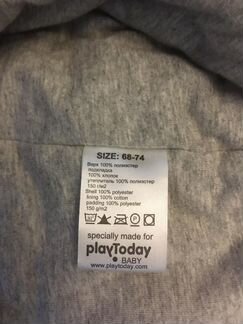 SIZE: 68-74
Верх 100% полиэстер
подкладка
100% хлопок
утеплитель 100% полиэстер
150 г/м2
Shell 100% polyester
lining 100% cotton
padding 100% polyester
150 g/m2
specially made for
playToday
BABY
www.playtoday.com